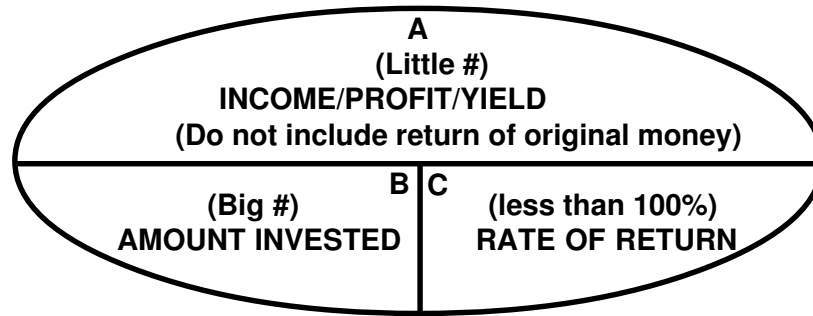 A
(Little #)
INCOME/PROFIT/YIELD
(Do not include return of original money)
B
(Big #)
AMOUNT INVESTED
C
(less than 100%)
RATE OF RETURN